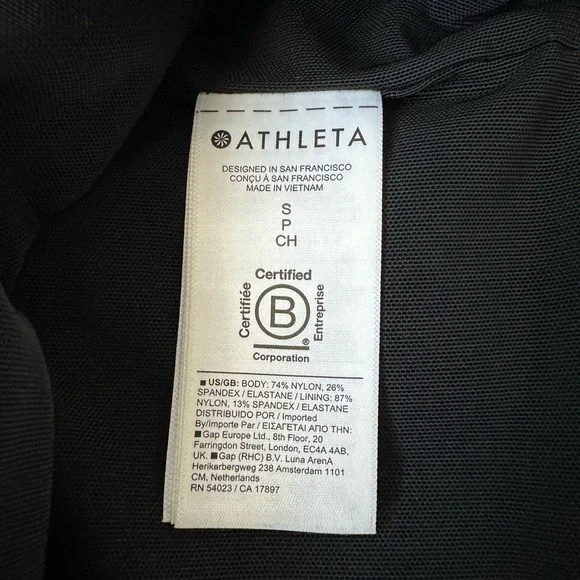 ATHLETA
DESIGNED IN SAN FRANCISCO
CONÇU À SAN FRANCISCO
MADE IN VIETNAM
S
P
CH
Certified
Certifiée
B
Entreprise
®
Corporation
■ US/GB: BODY: 74% NYLON, 26%
SPANDEX / ELASTANE / LINING: 87%
NYLON, 13% SPANDEX / ELASTANE
DISTRIBUIDO POR / Imported
By/Importe Par / ΕΙΣΑΓΕΤΑΙ ΑΠΟ ΤΗΝ:
■ Gap Europe Ltd., 8th Floor, 20
Farringdon Street, London, EC4A 4AB,
UK. ■ Gap (RHC) B.V. Luna ArenA
Herikerbergweg 238 Amsterdam 1101
CM, Netherlands
RN 54023 / CA 17897